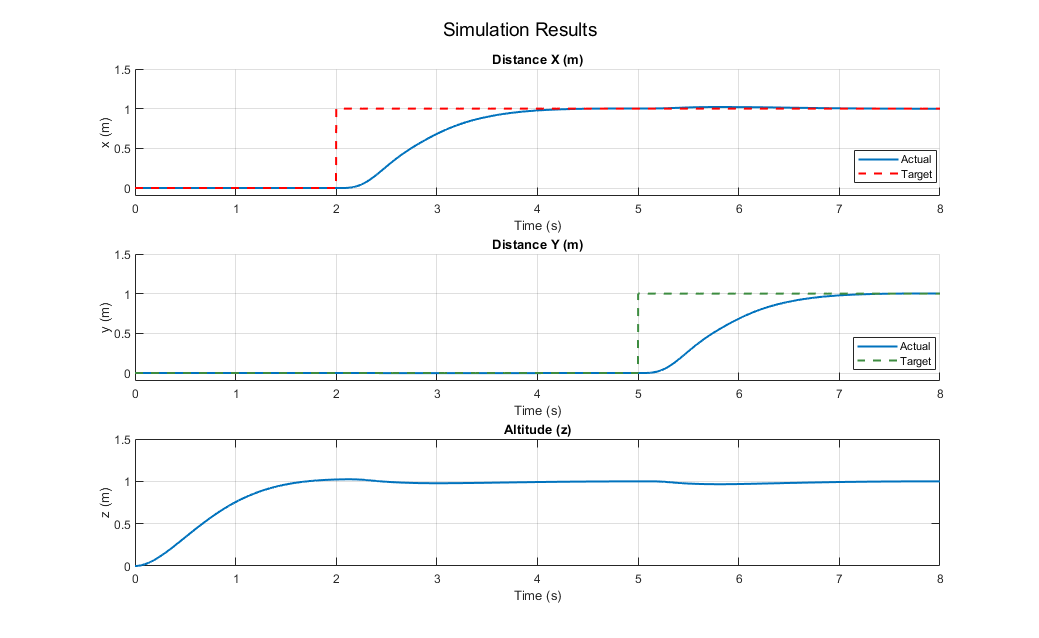 Simulation Results
Distance X (m)
1.5
1
0.5
0
x (m)
Actual
Target
0 1 2 3 4 5 6 7 8
Time (s)
Distance Y (m)
1.5
1
0.5
0
y (m)
Actual
Target
0 1 2 3 4 5 6 7 8
Time (s)
Altitude (z)
1.5
1
0.5
0
z (m)
0 1 2 3 4 5 6 7 8
Time (s)